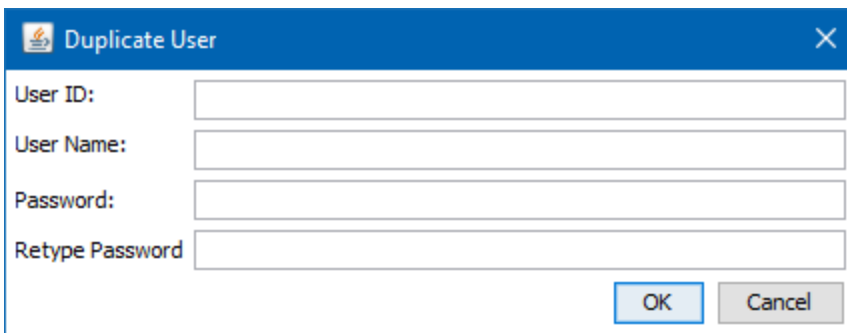 Duplicate User
User ID:
User Name:
Password:
Retype Password
OK Cancel